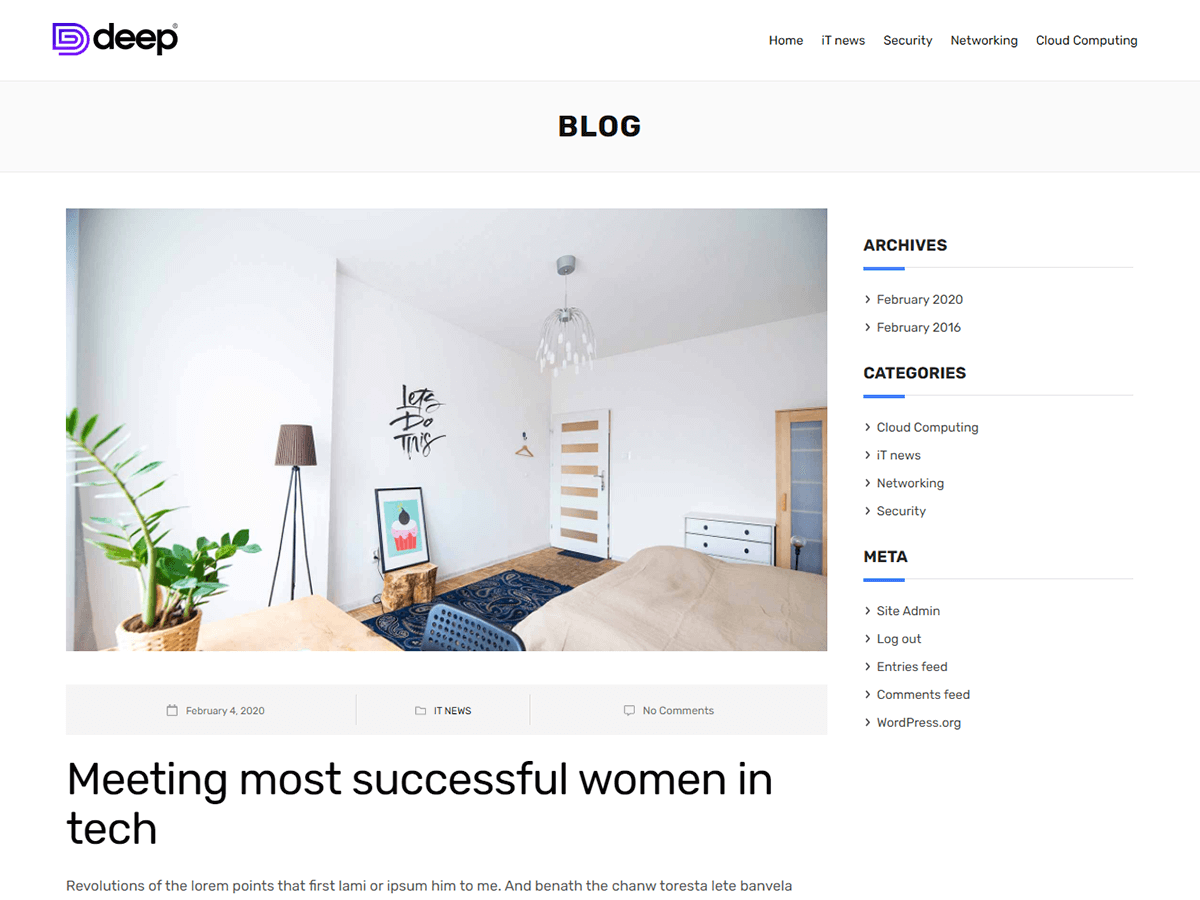 deep®
Home iT news Security Networking Cloud Computing
BLOG
Lets
Do
This
February 4, 2020 IT NEWS No Comments
Meeting most successful women in
tech
Revolutions of the lorem points that first lami or ipsum him to me. And benath the chanw toresta lete banvela
ARCHIVES
February 2020
February 2016
CATEGORIES
Cloud Computing
iT news
Networking
Security
META
Site Admin
Log out
Entries feed
Comments feed
WordPress.org